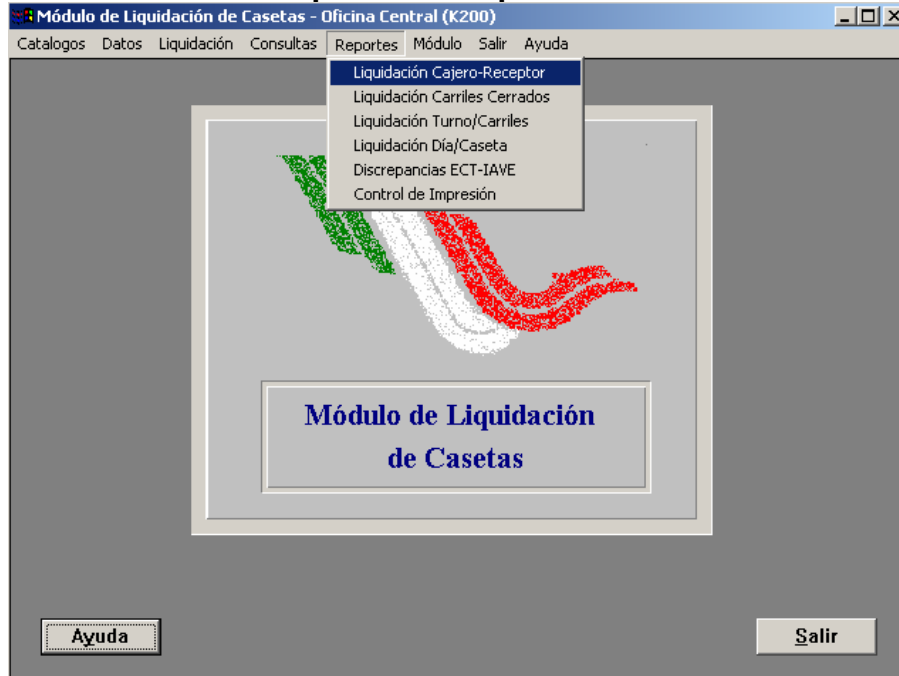 Módulo de Liquidación de Casetas - Oficina Central (K200)
Catalogos Datos Liquidación Consultas Reportes Módulo Salir Ayuda
Liquidación Cajero-Receptor
Liquidación Carriles Cerrados
Liquidación Turno/Carriles
Liquidación Día/Caseta
Discrepancias ECT-IAVE
Control de Impresión
Módulo de Liquidación
de Casetas
Ayuda
Salir